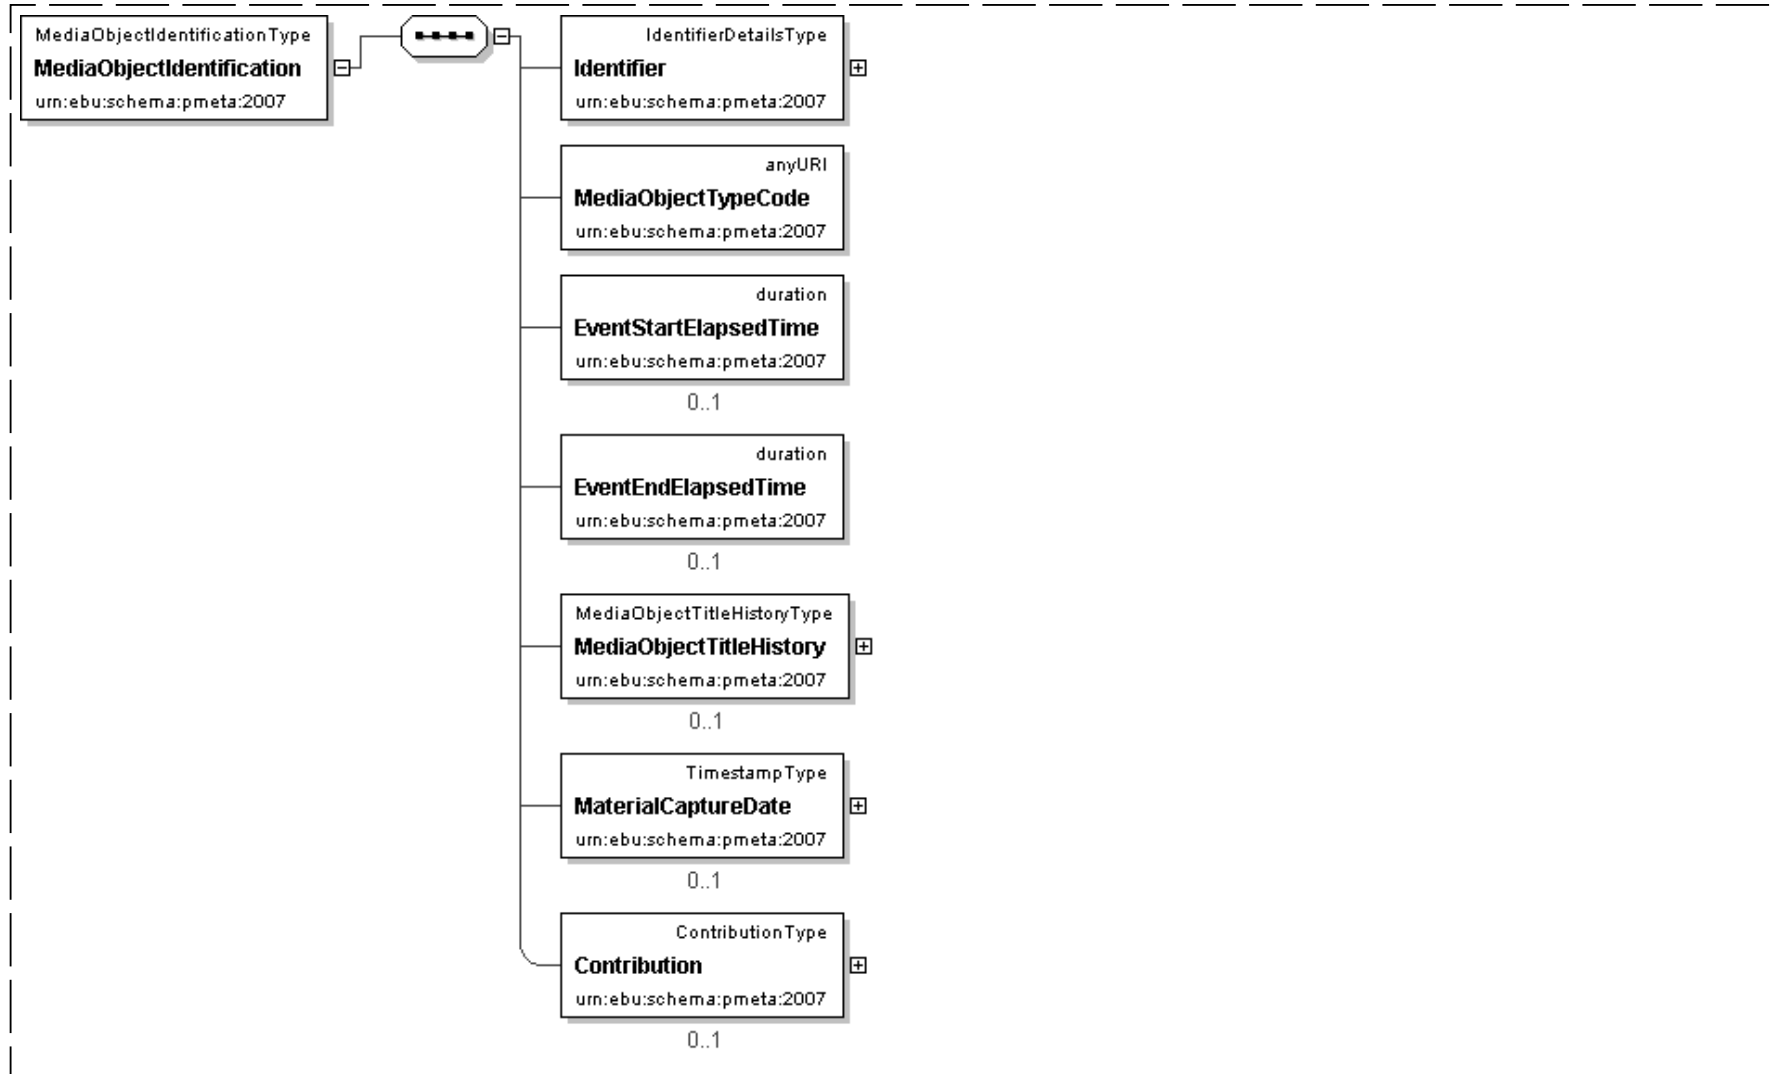 MediaObjectIdentificationType
MediaObjectIdentification
urn:ebu:schema:pmeta:2007
IdentifierDetailsType
Identifier
urn:ebu:schema:pmeta:2007
anyURI
MediaObjectTypeCode
urn:ebu:schema:pmeta:2007
duration
EventStartElapsedTime
urn:ebu:schema:pmeta:2007
0..1
duration
EventEndElapsedTime
urn:ebu:schema:pmeta:2007
0..1
MediaObjectTitleHistoryType
MediaObjectTitleHistory
urn:ebu:schema:pmeta:2007
0..1
TimestampType
MaterialCaptureDate
urn:ebu:schema:pmeta:2007
0..1
ContributionType
Contribution
urn:ebu:schema:pmeta:2007
0..1